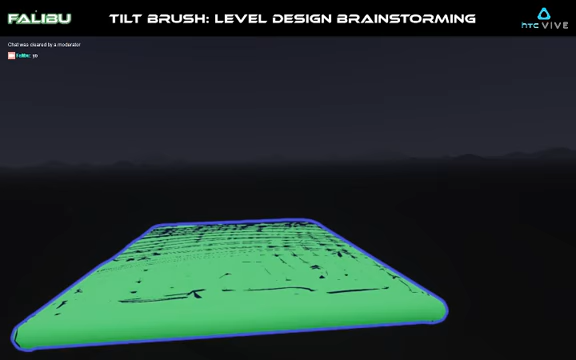 FALIBU
TILT BRUSH: LEVEL DESIGN BRAINSTORMING
htc VIVE
Chat was cleared by a moderator
Falibu: yo